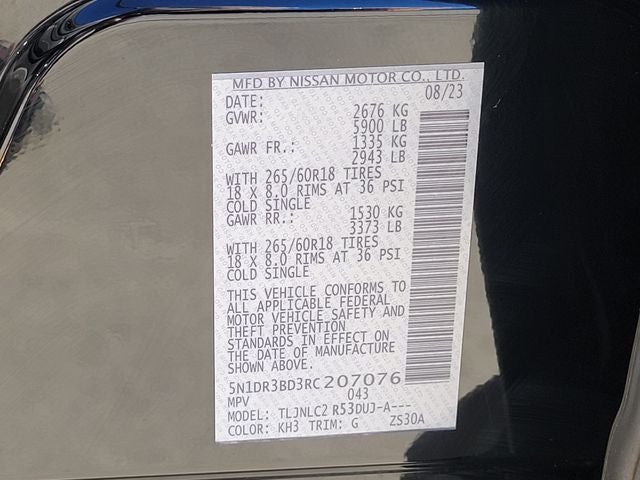 MFD BY NISSAN MOTOR CO., LTD.
DATE: 08/23
GVWR: 2676 KG
5900 LB
GAWR FR.: 1335 KG
2943 LB
WITH 265/60R18 TIRES
18 X 8.0 RIMS AT 36 PSI
COLD SINGLE
GAWR RR.: 1530 KG
3373 LB
WITH 265/60R18 TIRES
18 X 8.0 RIMS AT 36 PSI
COLD SINGLE
THIS VEHICLE CONFORMS TO
ALL APPLICABLE FEDERAL
MOTOR VEHICLE SAFETY AND
THEFT PREVENTION
STANDARDS IN EFFECT ON
THE DATE OF MANUFACTURE
SHOWN ABOVE.
5N1DR3BD3RC207076
MPV 043
MODEL: TLJNLC2 R53DUJ-A---
COLOR: KH3 TRIM: G ZS30A